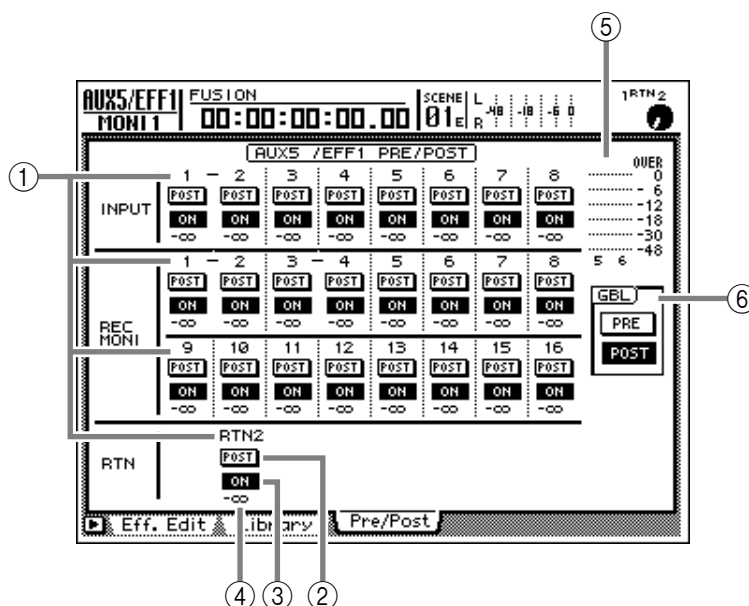 ⑤
AUX5/EFF1 FUSION SCENE L -48 -18 -6 0 1RTN2
MONI 1 00:00:00:00.00 01E R
AUX5 /EFF1 PRE/POST
OVER
①
1 - 2 3 4 5 6 7 8 0
POST POST POST POST POST POST POST POST - 6
INPUT -12
ON ON ON ON ON ON ON ON -18
-∞ -∞ -∞ -∞ -∞ -∞ -∞ -∞ -30
-48
1 - 2 3 - 4 5 6 7 8 5 6
POST POST POST POST POST POST POST POST
GBL ⑥
ON ON ON ON ON ON ON ON
-∞ -∞ -∞ -∞ -∞ -∞ -∞ -∞
PRE
REC
MONI
9 10 11 12 13 14 15 16
POST
POST POST POST POST POST POST POST POST
ON ON ON ON ON ON ON ON
-∞ -∞ -∞ -∞ -∞ -∞ -∞ -∞
RTN2
RTN POST
ON
-∞
Eff. Edit Library Pre/Post
④ ③ ②